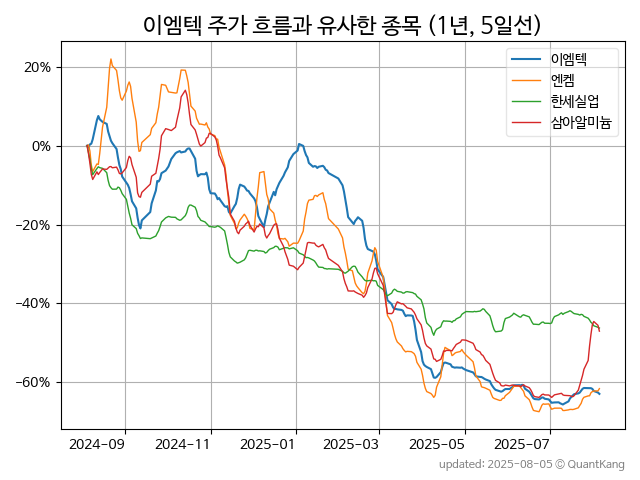 이엠텍 주가 흐름과 유사한 종목 (1년, 5일선)
이엠텍
엔켐
한세실업
삼아알미늄
20%
0%
−20%
−40%
−60%
2024-09 2024-11 2025-01 2025-03 2025-05 2025-07
updated: 2025-08-05 © QuantKang